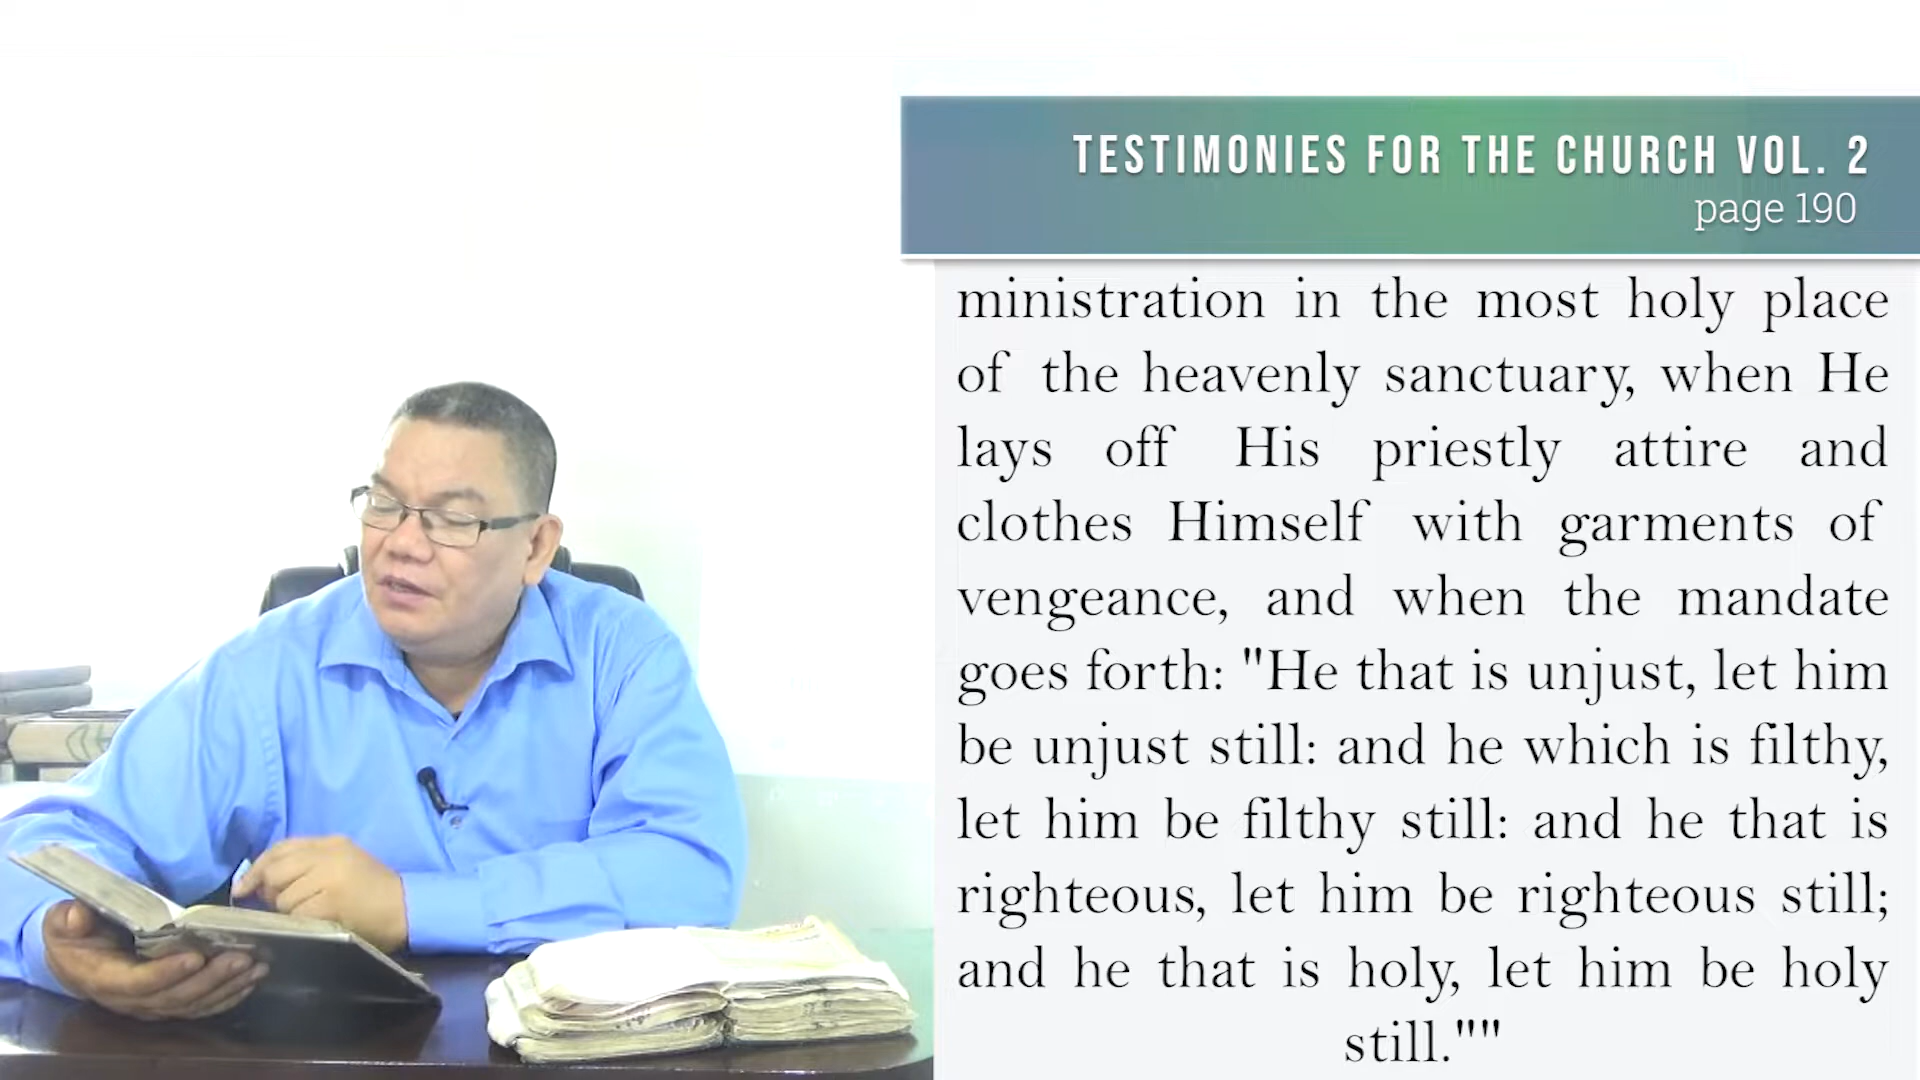 TESTIMONIES FOR THE CHURCH VOL. 2
page 190
ministration in the most holy place
of the heavenly sanctuary, when He
lays off His priestly attire and
clothes Himself with garments of
vengeance, and when the mandate
goes forth: "He that is unjust, let him
be unjust still: and he which is filthy,
let him be filthy still: and he that is
righteous, let him be righteous still;
and he that is holy, let him be holy
still.""